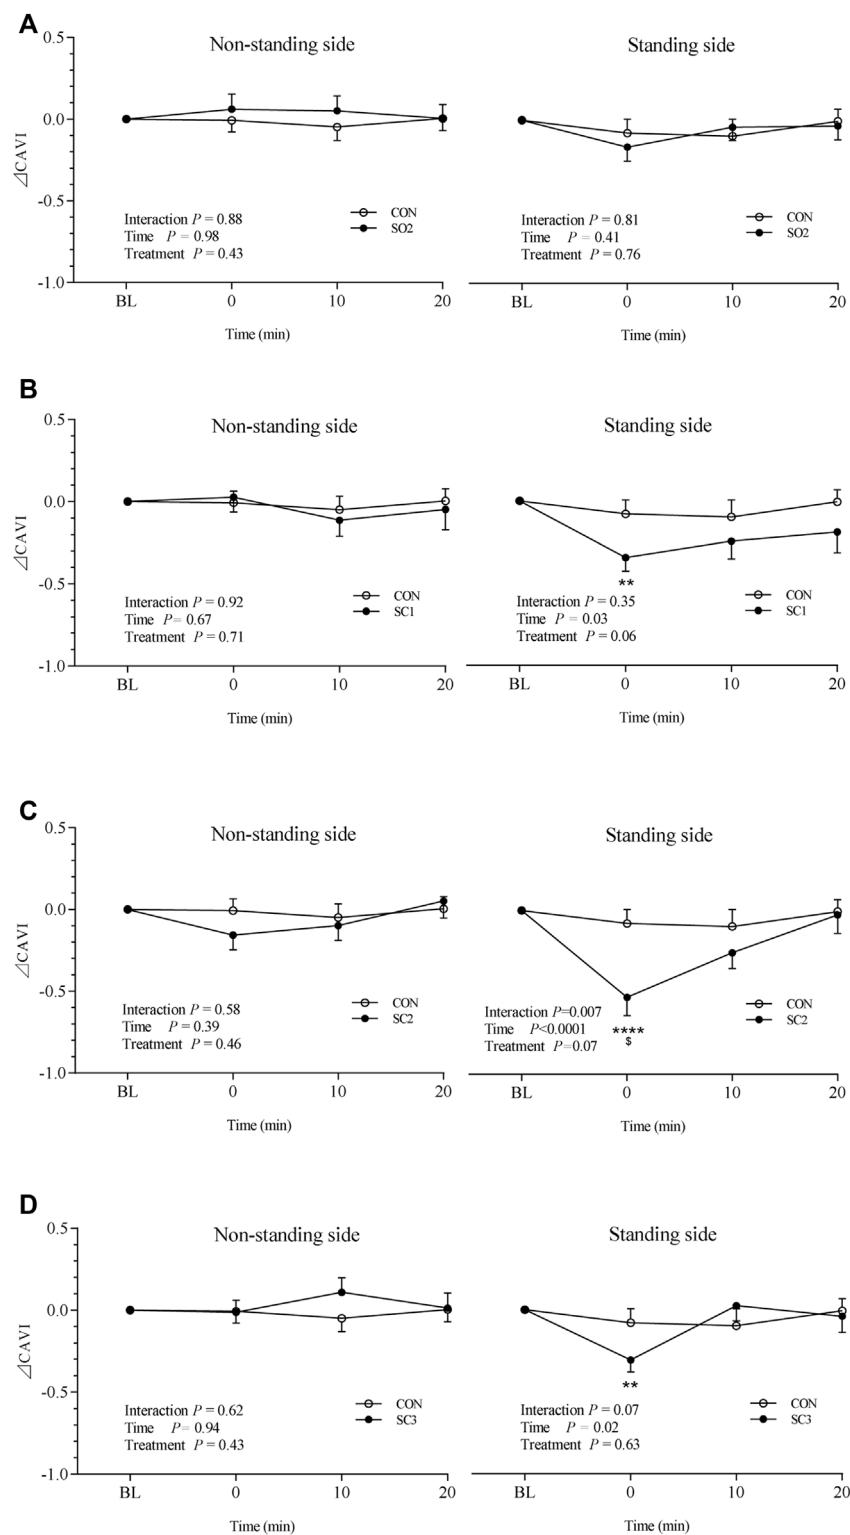 A
Non-standing side
Standing side
0.5
0.0
-0.5
-1.0
⊿CAVI
Interaction P = 0.88
Time P = 0.98
Treatment P = 0.43
CON
SO2
Interaction P = 0.81
Time P = 0.41
Treatment P = 0.76
CON
SO2
BL 0 10 20
BL 0 10 20
Time (min)
Time (min)
B
Non-standing side
Standing side
0.5
0.0
-0.5
-1.0
⊿CAVI
**
Interaction P = 0.92
Time P= 0.67
Treatment P = 0.71
CON
SC1
Interaction P = 0.35
Time P = 0.03
Treatment P = 0.06
CON
SC1
BL 0 10 20
BL 0 10 20
Time (min)
Time (min)
C
Non-standing side
Standing side
0.5
0.0
-0.5
-1.0
⊿CAVI
Interaction P = 0.58
Time P = 0.39
Treatment P = 0.46
CON
SC2
Interaction P=0.007
Time P<0.0001
Treatment P=0.07
****
$
CON
SC2
BL 0 10 20
BL 0 10 20
Time (min)
Time (min)
D
Non-standing side
Standing side
0.5
0.0
-0.5
-1.0
⊿CAVI
**
Interaction P = 0.62
Time P= 0.94
Treatment P = 0.43
CON
SC3
Interaction P = 0.07
Time P = 0.02
Treatment P = 0.63
CON
SC3
BL 0 10 20
BL 0 10 20
Time (min)
Time (min)